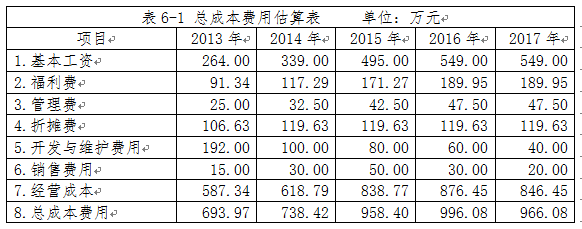 表 6-1 总成本费用估算表 单位：万元
项目 2013 年 2014 年 2015 年 2016 年 2017 年
1.基本工资 264.00 339.00 495.00 549.00 549.00
2.福利费 91.34 117.29 171.27 189.95 189.95
3.管理费 25.00 32.50 42.50 47.50 47.50
4.折摊费 106.63 119.63 119.63 119.63 119.63
5.开发与维护费用 192.00 100.00 80.00 60.00 40.00
6.销售费用 15.00 30.00 50.00 30.00 20.00
7.经营成本 587.34 618.79 838.77 876.45 846.45
8.总成本费用 693.97 738.42 958.40 996.08 966.08